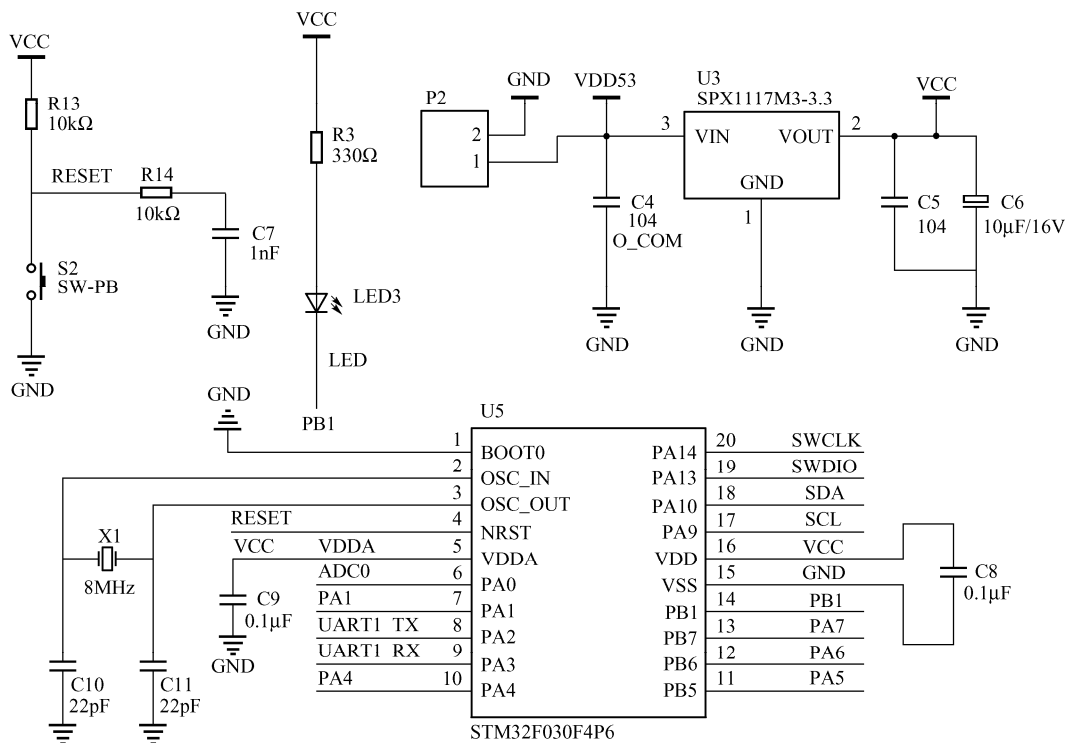 VCC
R13
10kΩ
RESET
R14
10kΩ
C7
1nF
GND
S2
SW-PB
GND
VCC
R3
330Ω
LED3
LED
PB1
P2
2
1
GND
VDD53
C4
104
O_COM
GND
U3
SPX1117M3-3.3
3
VIN
VOUT
2
GND
1
GND
VCC
C5
104
C6
10μF/16V
GND
GND
U5
1
BOOT0
2
OSC_IN
3
OSC_OUT
RESET
4
NRST
VCC
VDDA
5
VDDA
ADC0
6
PA0
PA1
7
PA1
UART1 TX
8
PA2
UART1 RX
9
PA3
PA4
10
PA4
PA14
20
SWCLK
PA13
19
SWDIO
PA10
18
SDA
PA9
17
SCL
VDD
16
VCC
VSS
15
GND
PB1
14
PB1
PB7
13
PA7
PB6
12
PA6
PB5
11
PA5
STM32F030F4P6
X1
8MHz
C9
0.1μF
GND
C10
22pF
C11
22pF
C8
0.1μF